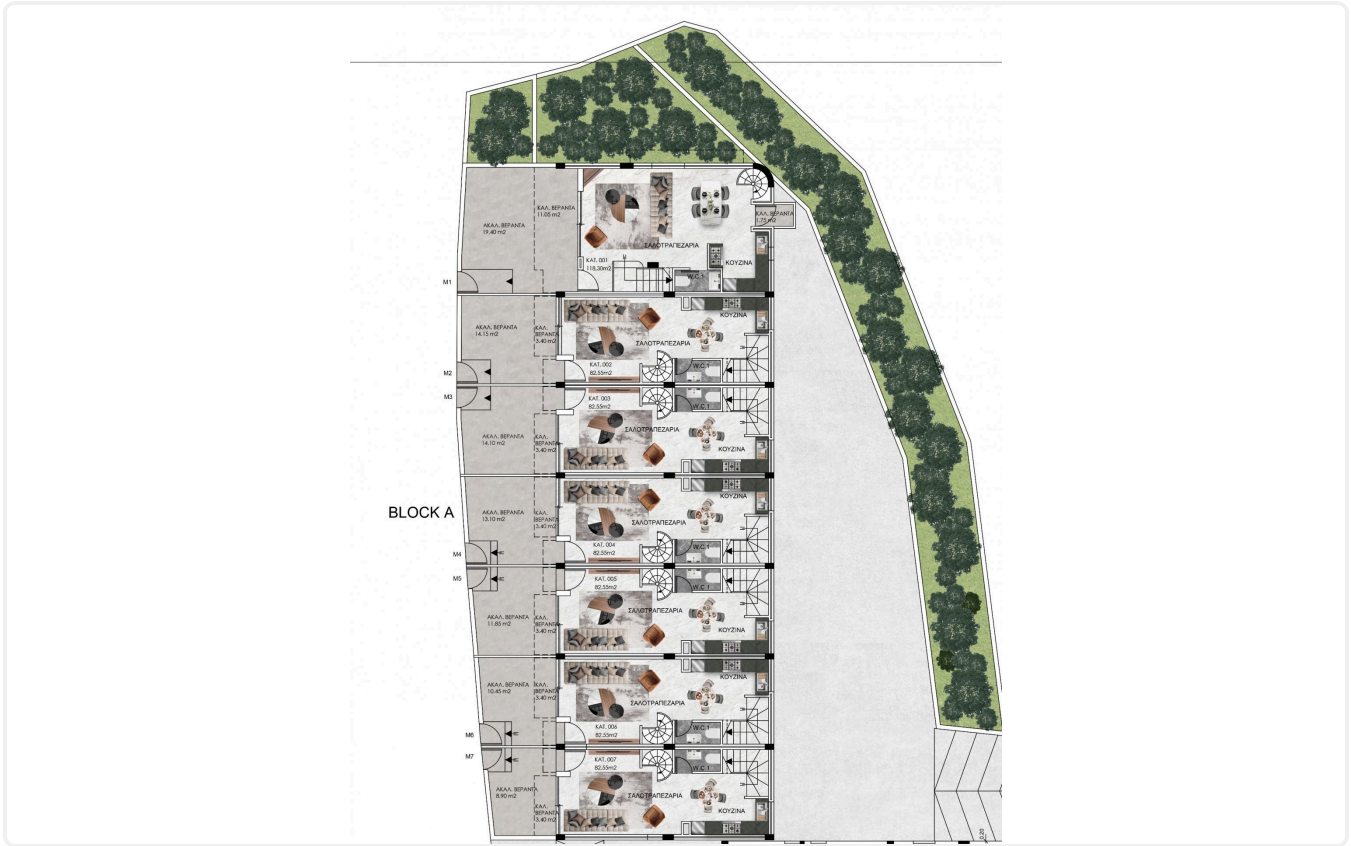 ΚΑΛ. ΒΕΡΑΝΤΑ
11.05 m2
ΑΚΑΛ. ΒΕΡΑΝΤΑ
19.40 m2
ΚΑΛ. ΒΕΡΑΝΤΑ
1.75 m2
ΣΑΛΟΤΡΑΠΕΖΑΡΙΑ
ΚΑΤ. 001
118.30m2
ΚΟΥΖΙΝΑ
W.C.1
M1
ΑΚΑΛ. ΒΕΡΑΝΤΑ
14.15 m2
ΚΑΛ.
ΒΕΡΑΝΤΑ
3.40 m2
ΚΟΥΖΙΝΑ
ΣΑΛΟΤΡΑΠΕΖΑΡΙΑ
ΚΑΤ. 002
82.55m2
W.C.1
M2
M3
ΚΑΤ. 003
82.55m2
W.C.1
ΣΑΛΟΤΡΑΠΕΖΑΡΙΑ
ΑΚΑΛ. ΒΕΡΑΝΤΑ
14.10 m2
ΚΑΛ.
ΒΕΡΑΝΤΑ
3.40 m2
ΚΟΥΖΙΝΑ
BLOCK A
ΑΚΑΛ. ΒΕΡΑΝΤΑ
13.10 m2
ΚΑΛ.
ΒΕΡΑΝΤΑ
3.40 m2
ΚΟΥΖΙΝΑ
ΣΑΛΟΤΡΑΠΕΖΑΡΙΑ
ΚΑΤ. 004
82.55m2
W.C.1
M4
M5
ΚΑΤ. 005
82.55m2
W.C.1
ΣΑΛΟΤΡΑΠΕΖΑΡΙΑ
ΑΚΑΛ. ΒΕΡΑΝΤΑ
11.85 m2
ΚΑΛ.
ΒΕΡΑΝΤΑ
3.40 m2
ΚΟΥΖΙΝΑ
ΑΚΑΛ. ΒΕΡΑΝΤΑ
10.45 m2
ΚΑΛ.
ΒΕΡΑΝΤΑ
3.40 m2
ΚΟΥΖΙΝΑ
ΣΑΛΟΤΡΑΠΕΖΑΡΙΑ
ΚΑΤ. 006
82.55m2
W.C.1
M6
M7
ΚΑΤ. 007
82.55m2
W.C.1
ΑΚΑΛ. ΒΕΡΑΝΤΑ
8.90 m2
ΣΑΛΟΤΡΑΠΕΖΑΡΙΑ
ΚΑΛ.
ΒΕΡΑΝΤΑ
3.40 m2
ΚΟΥΖΙΝΑ
0.20